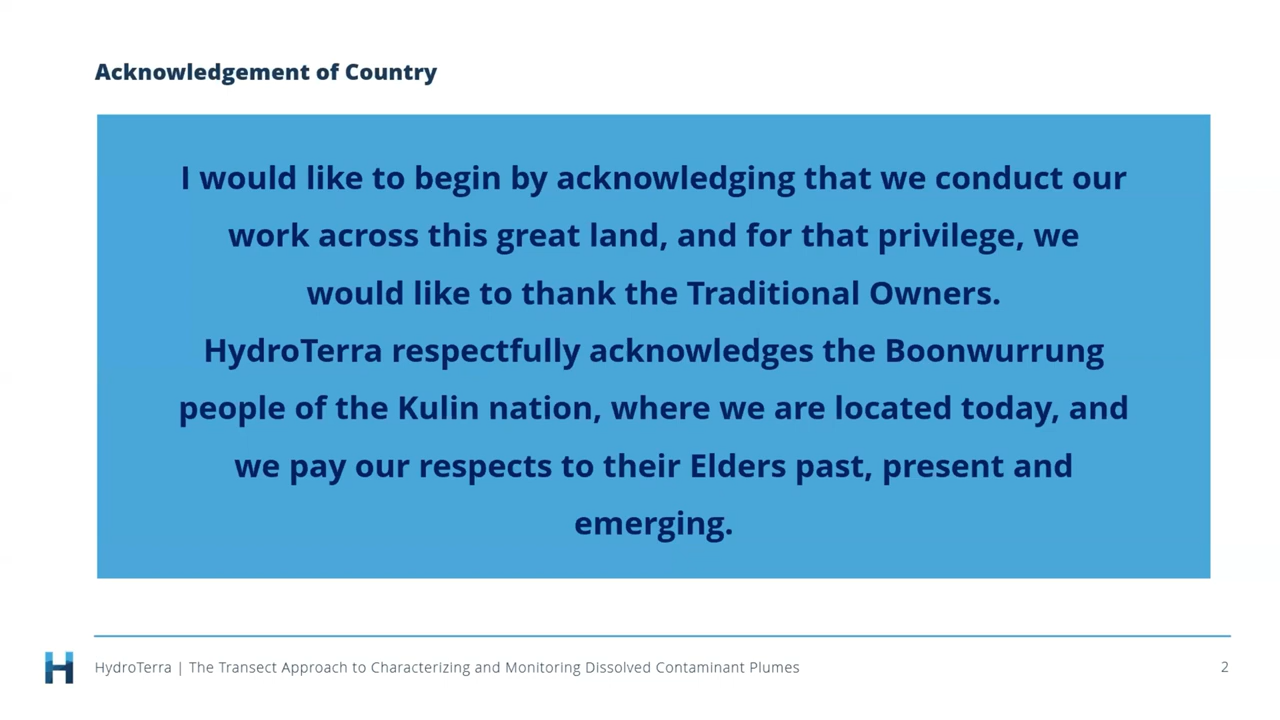 Acknowledgement of Country
I would like to begin by acknowledging that we conduct our
work across this great land, and for that privilege, we
would like to thank the Traditional Owners.
HydroTerra respectfully acknowledges the Boonwurrung
people of the Kulin nation, where we are located today, and
we pay our respects to their Elders past, present and
emerging.
HydroTerra | The Transect Approach to Characterizing and Monitoring Dissolved Contaminant Plumes
2